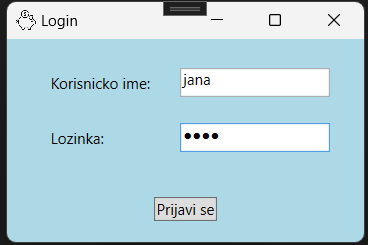 Login
Korisnicko ime: jana
Lozinka: ●●●●
Prijavi se